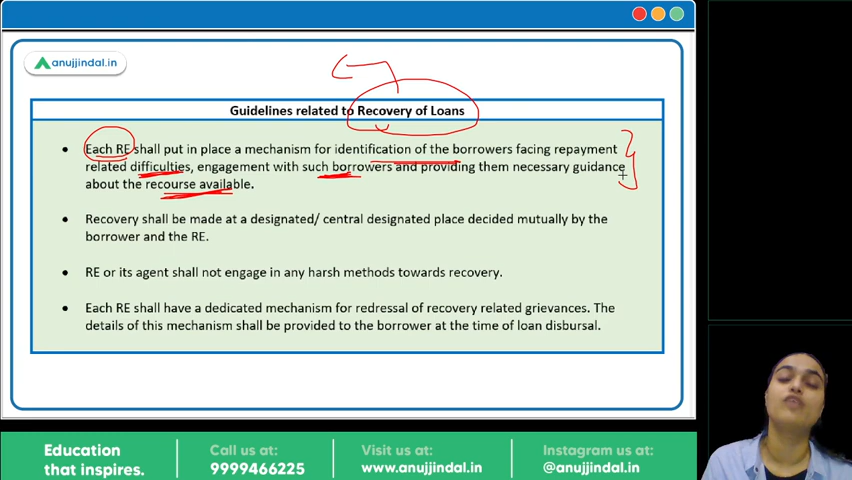 anujjindal.in
Guidelines related to Recovery of Loans
• Each RE shall put in place a mechanism for identification of the borrowers facing repayment
related difficulties, engagement with such borrowers and providing them necessary guidance
about the recourse available.
• Recovery shall be made at a designated/ central designated place decided mutually by the
borrower and the RE.
• RE or its agent shall not engage in any harsh methods towards recovery.
• Each RE shall have a dedicated mechanism for redressal of recovery related grievances. The
details of this mechanism shall be provided to the borrower at the time of loan disbursal.
Education
that inspires.
Call us at:
9999466225
Visit us at:
www.anujjindal.in
Instagram us at:
@anujjindal.in